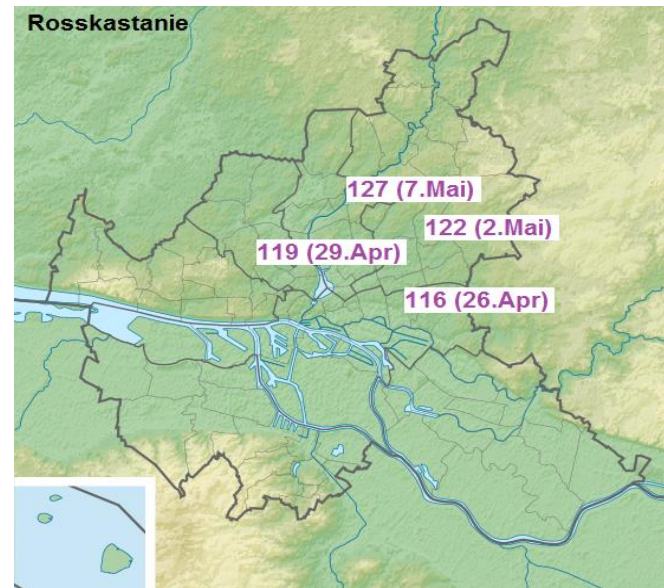 Rosskastanie
127 (7.Mai)
122 (2.Mai)
119 (29.Apr)
116 (26.Apr)